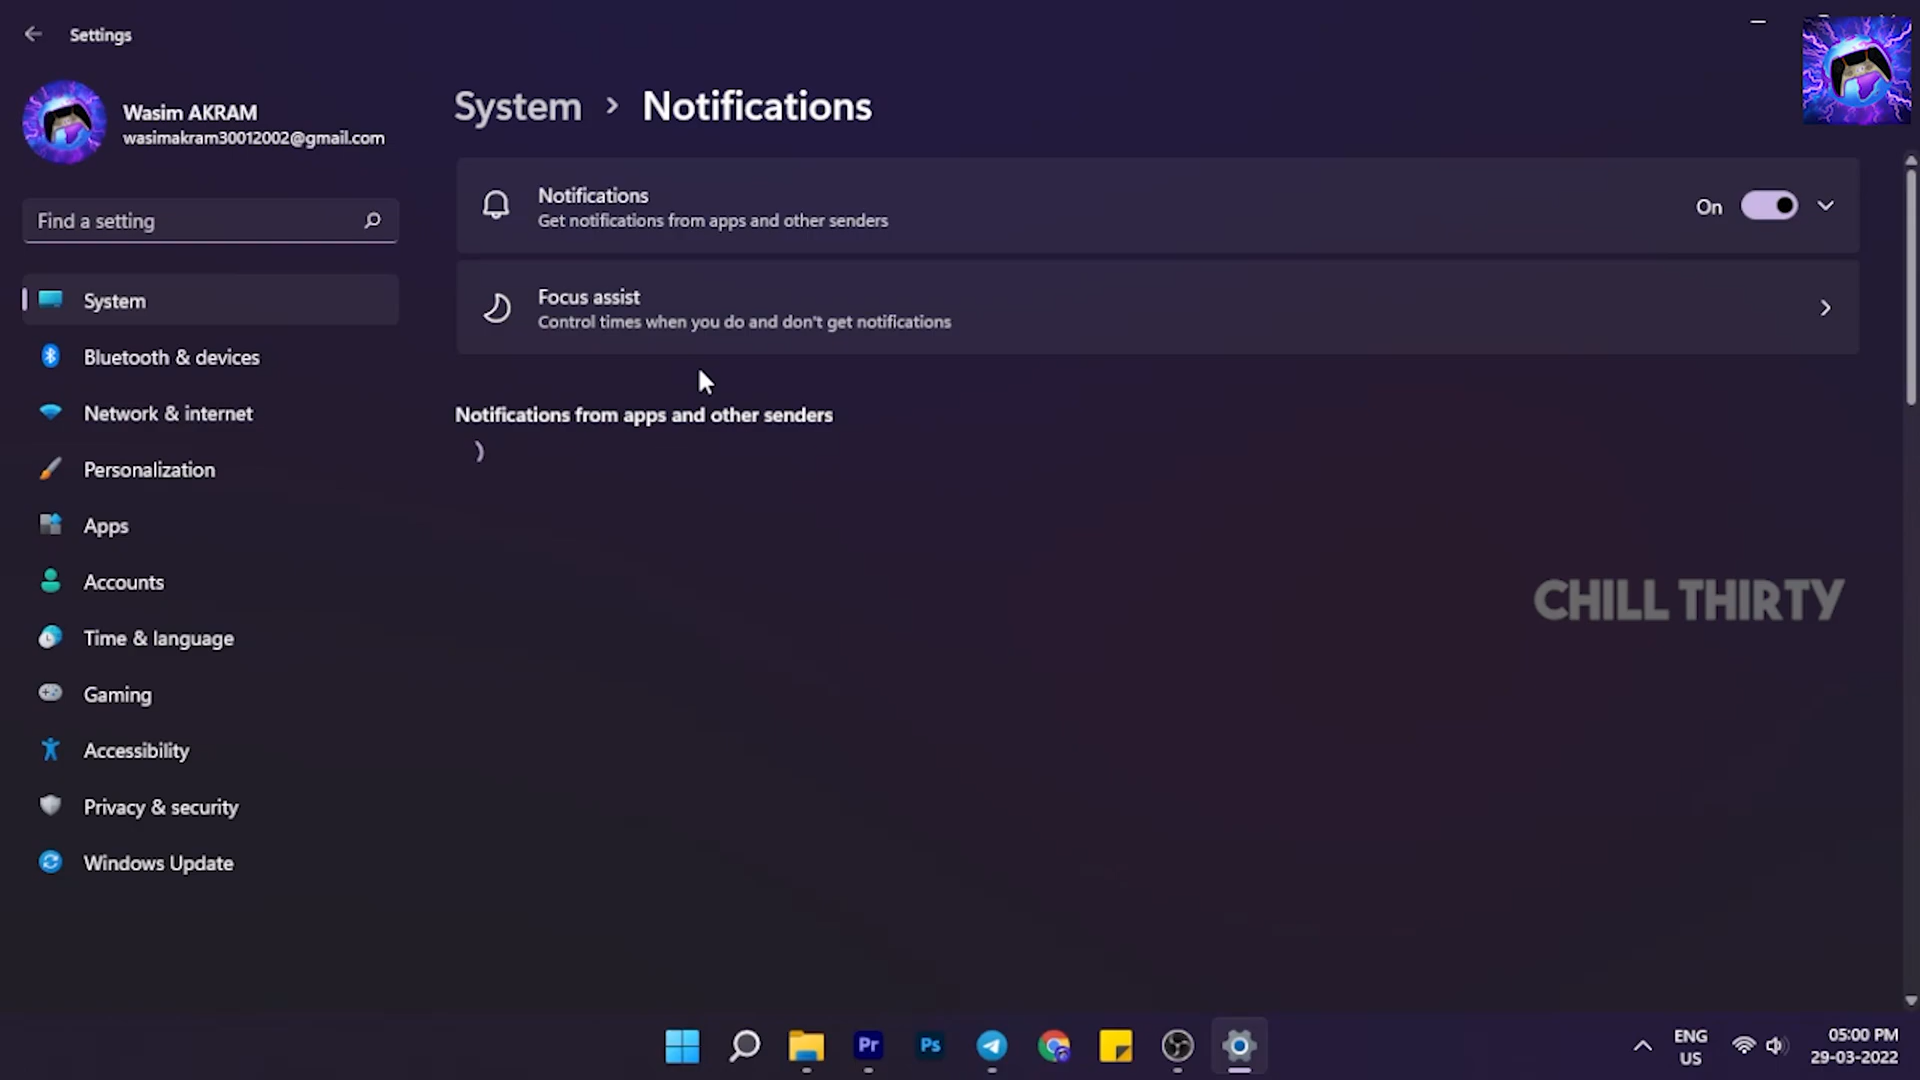 Settings
Wasim AKRAM
wasimakram30012002@gmail.com
Find a setting
System
Bluetooth & devices
Network & internet
Personalization
Apps
Accounts
Time & language
Gaming
Accessibility
Privacy & security
Windows Update
System > Notifications
Notifications
Get notifications from apps and other senders
On
Focus assist
Control times when you do and don't get notifications
Notifications from apps and other senders
CHILL THIRTY
Pr
Ps
ENG
US
05:00 PM
29-03-2022